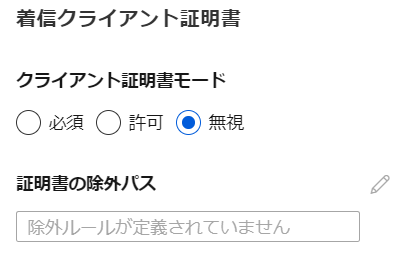 着信クライアント証明書
クライアント証明書モード
必須 許可 無視
証明書の除外パス
除外ルールが定義されていません